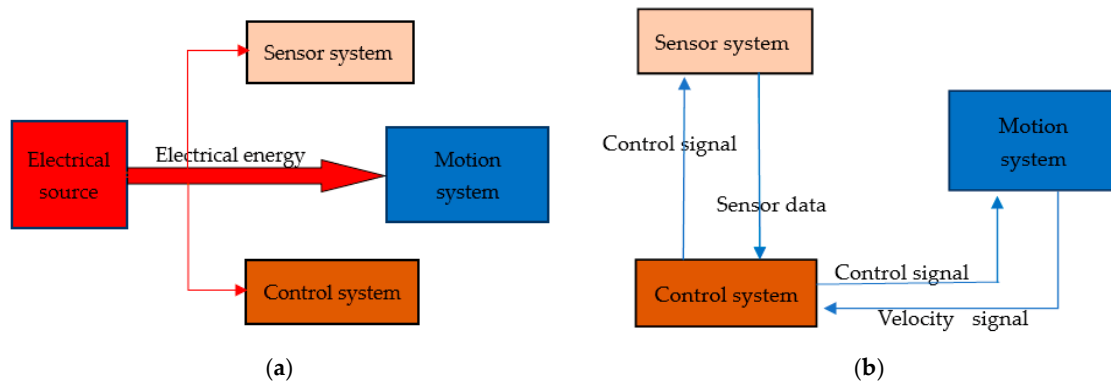 Sensor system
Electrical
source
Electrical energy
Motion
system
Control system
(a)
Sensor system
Control signal
Motion
system
Sensor data
Control system
Control signal
Velocity signal
(b)